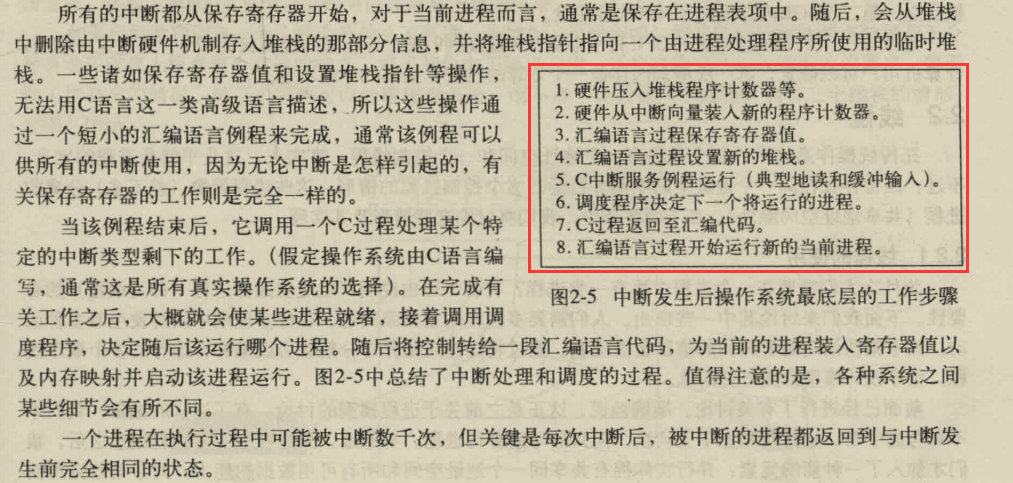 所有的中断都从保存寄存器开始，对于当前进程而言，通常是保存在进程表项中。随后，会从堆栈
中删除由中断硬件机制存入堆栈的那部分信息，并将堆栈指针指向一个由进程处理程序所使用的临时堆
栈。一些诸如保存寄存器值和设置堆栈指针等操作，
无法用C语言这一类高级语言描述，所以这些操作通
过一个短小的汇编语言例程来完成，通常该例程可以
供所有的中断使用，因为无论中断是怎样引起的，有
关保存寄存器的工作则是完全一样的。
当该例程结束后，它调用一个C过程处理某个特
定的中断类型剩下的工作。（假定操作系统由C语言编
写，通常这是所有真实操作系统的选择）。在完成有
关工作之后，大概就会使某些进程就绪，接着调用调
1. 硬件压入堆栈程序计数器等。
2. 硬件从中断向量装入新的程序计数器。
3. 汇编语言过程保存寄存器值。
4. 汇编语言过程设置新的堆栈。
5. C中断服务例程运行（典型地读和缓冲输入）。
6. 调度程序决定下一个将运行的进程。
7. C过程返回至汇编代码。
8. 汇编语言过程开始运行新的当前进程。
图2-5 中断发生后操作系统最底层的工作步骤
度程序，决定随后该运行哪个进程。随后将控制转给一段汇编语言代码，为当前的进程装入寄存器值以
及内存映射并启动该进程运行。图2-5中总结了中断处理和调度的过程。值得注意的是，各种系统之间
某些细节会有所不同。
一个进程在执行过程中可能被中断数千次，但关键是每次中断后，被中断的进程都返回到与中断发
生前完全相同的状态。